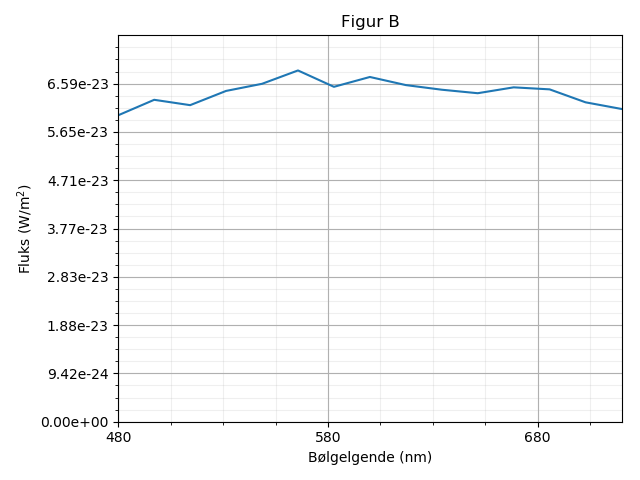 Figur B
6.59e-23
5.65e-23
4.71e-23
3.77e-23
2.83e-23
1.88e-23
9.42e-24
0.00e+00
Fluks (W/m²)
480 580 680
Bølgelgende (nm)